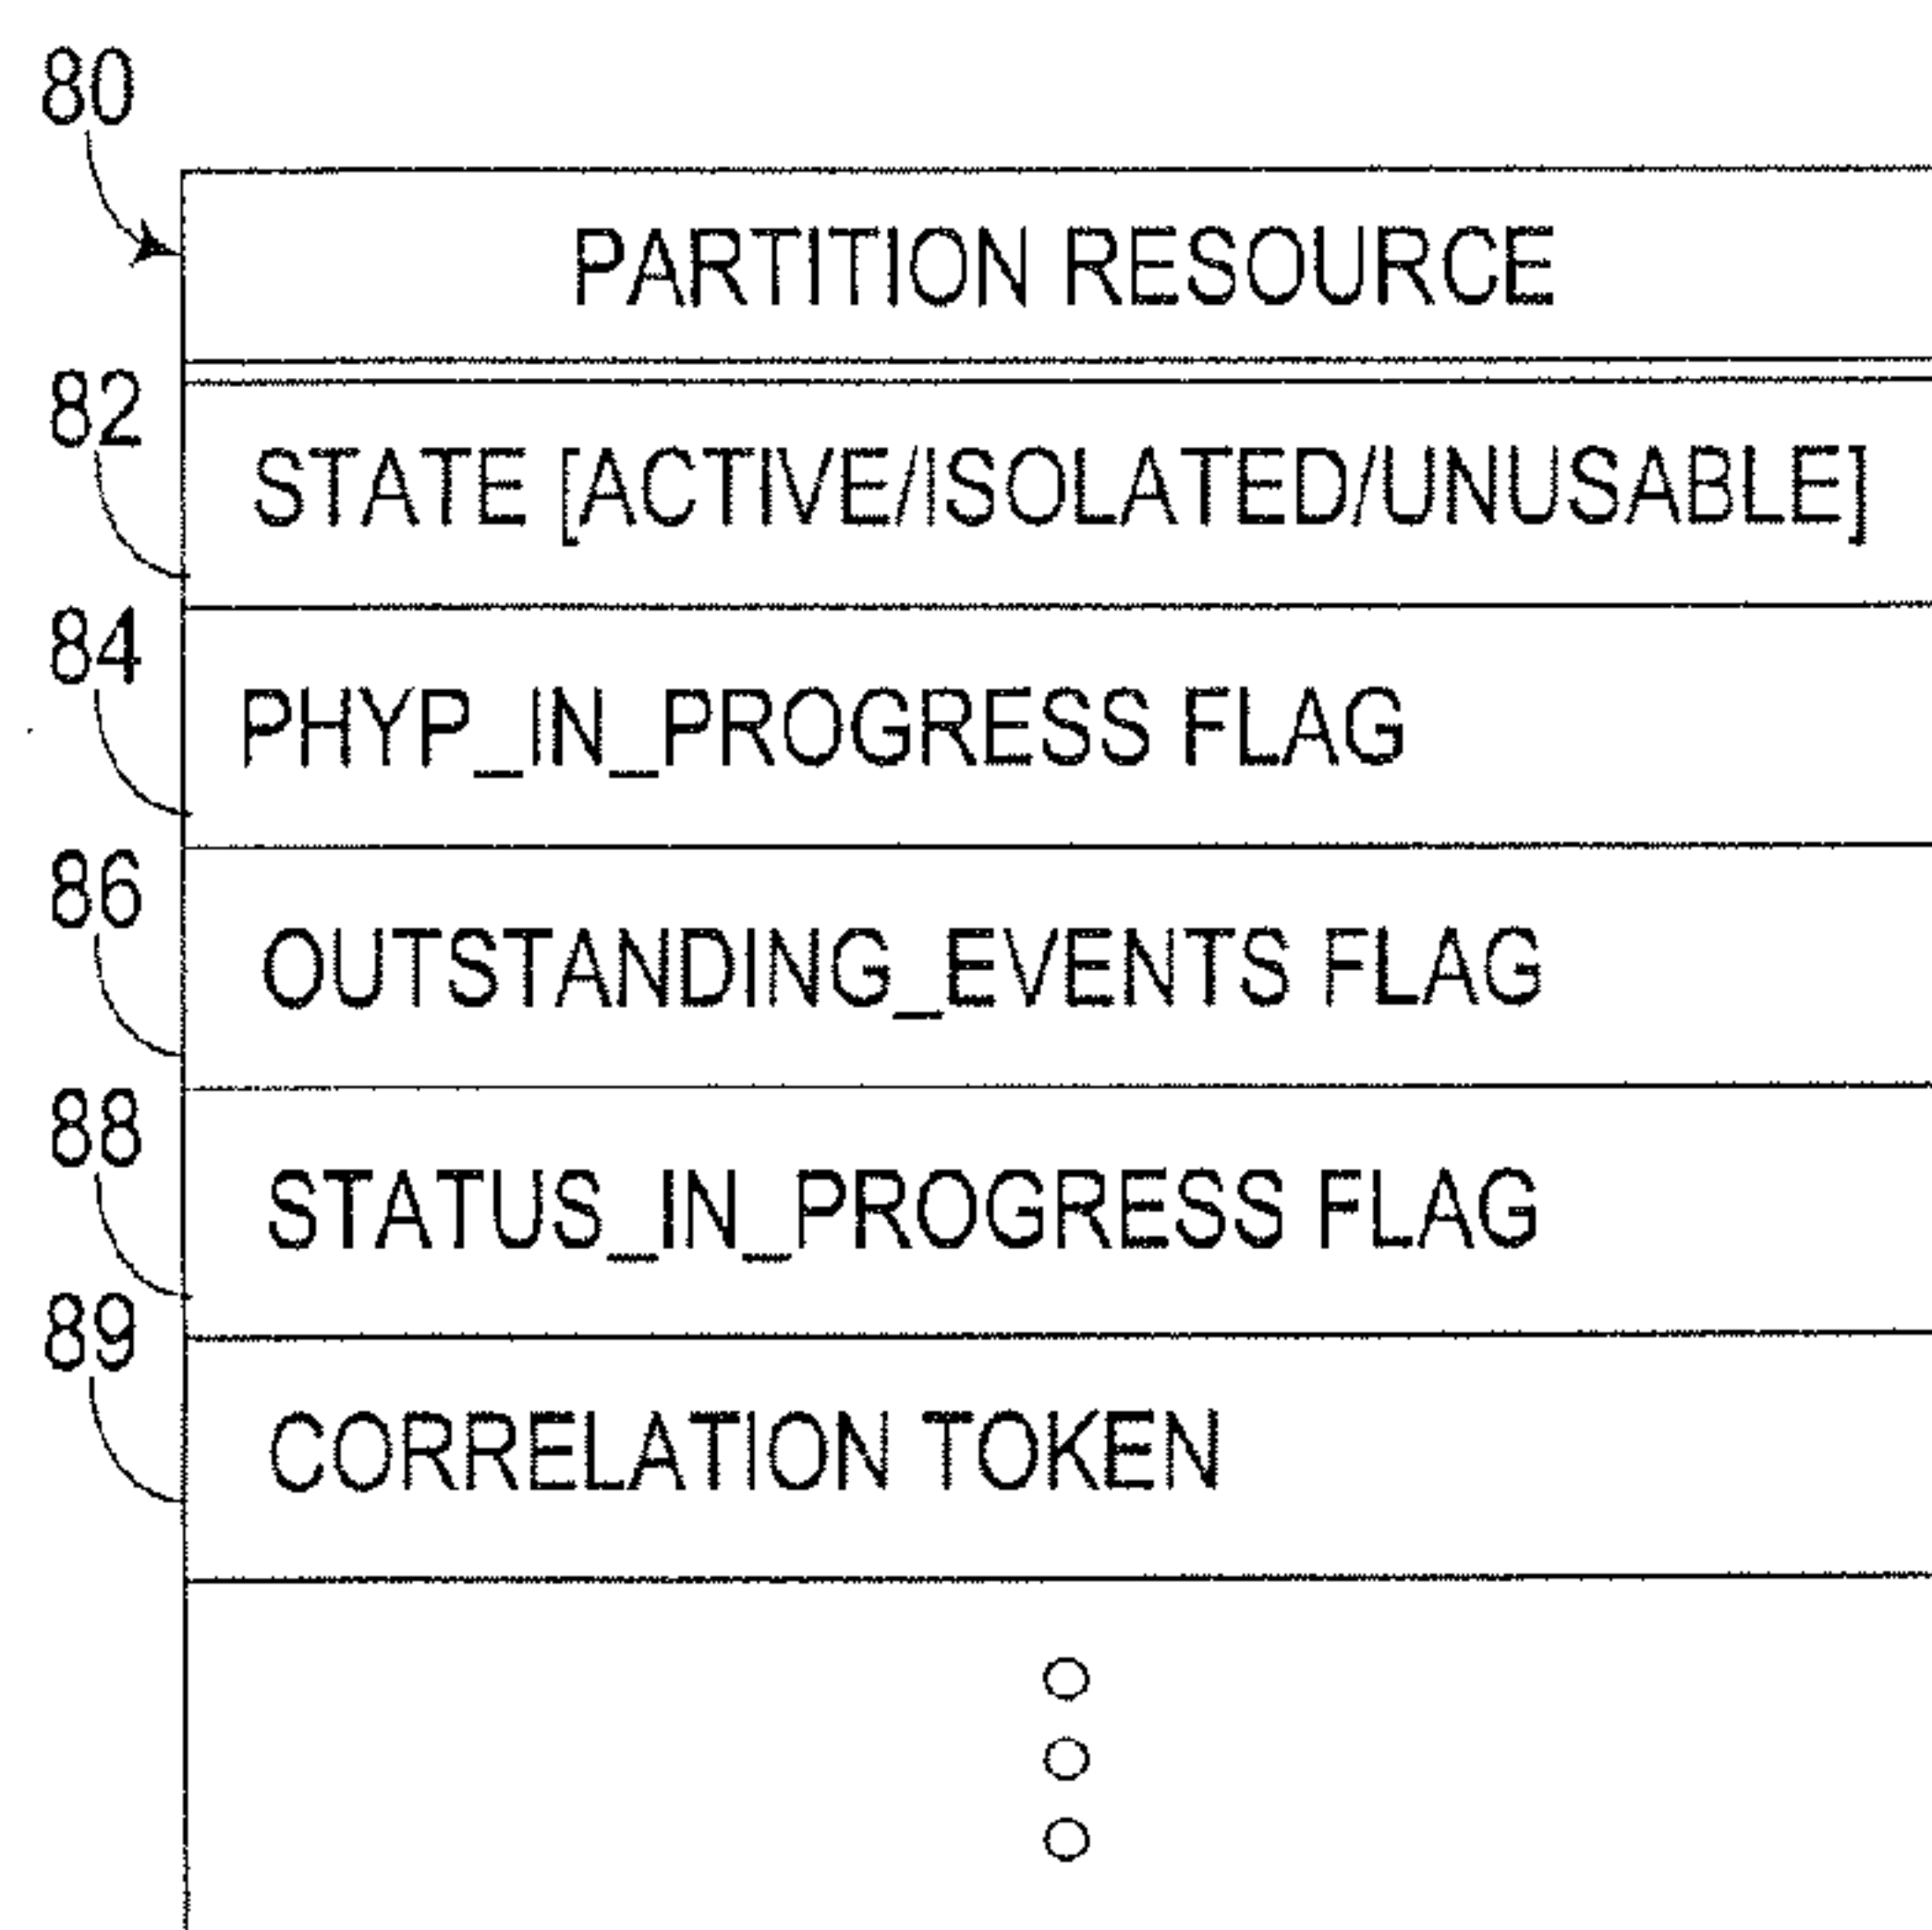 80
PARTITION RESOURCE
82
STATE [ACTIVE/ISOLATED/UNUSABLE]
84
PHYP_IN_PROGRESS FLAG
86
OUTSTANDING_EVENTS FLAG
88
STATUS_IN_PROGRESS FLAG
89
CORRELATION TOKEN